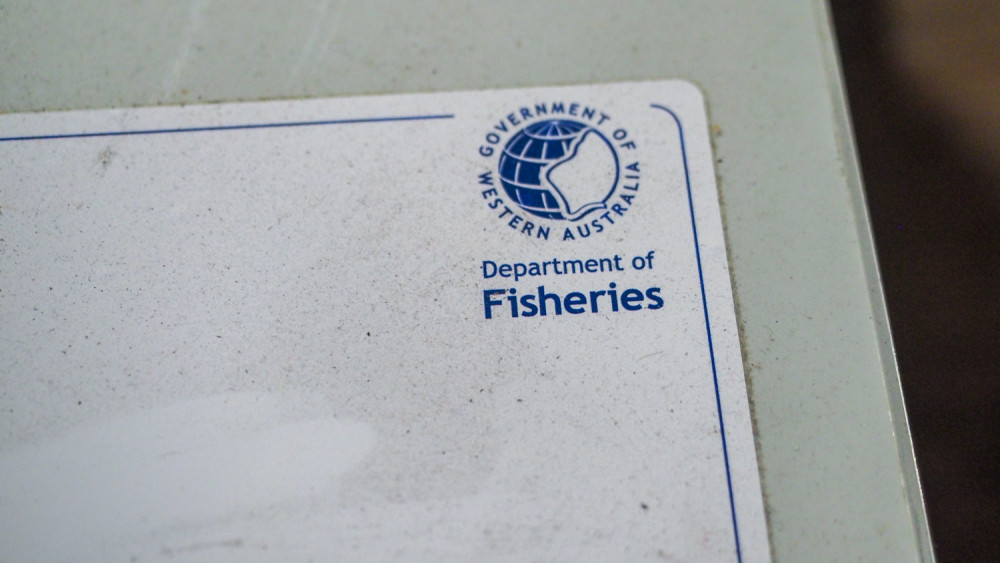 GOVERNMENT OF
WESTERN AUSTRALIA
Department of
Fisheries